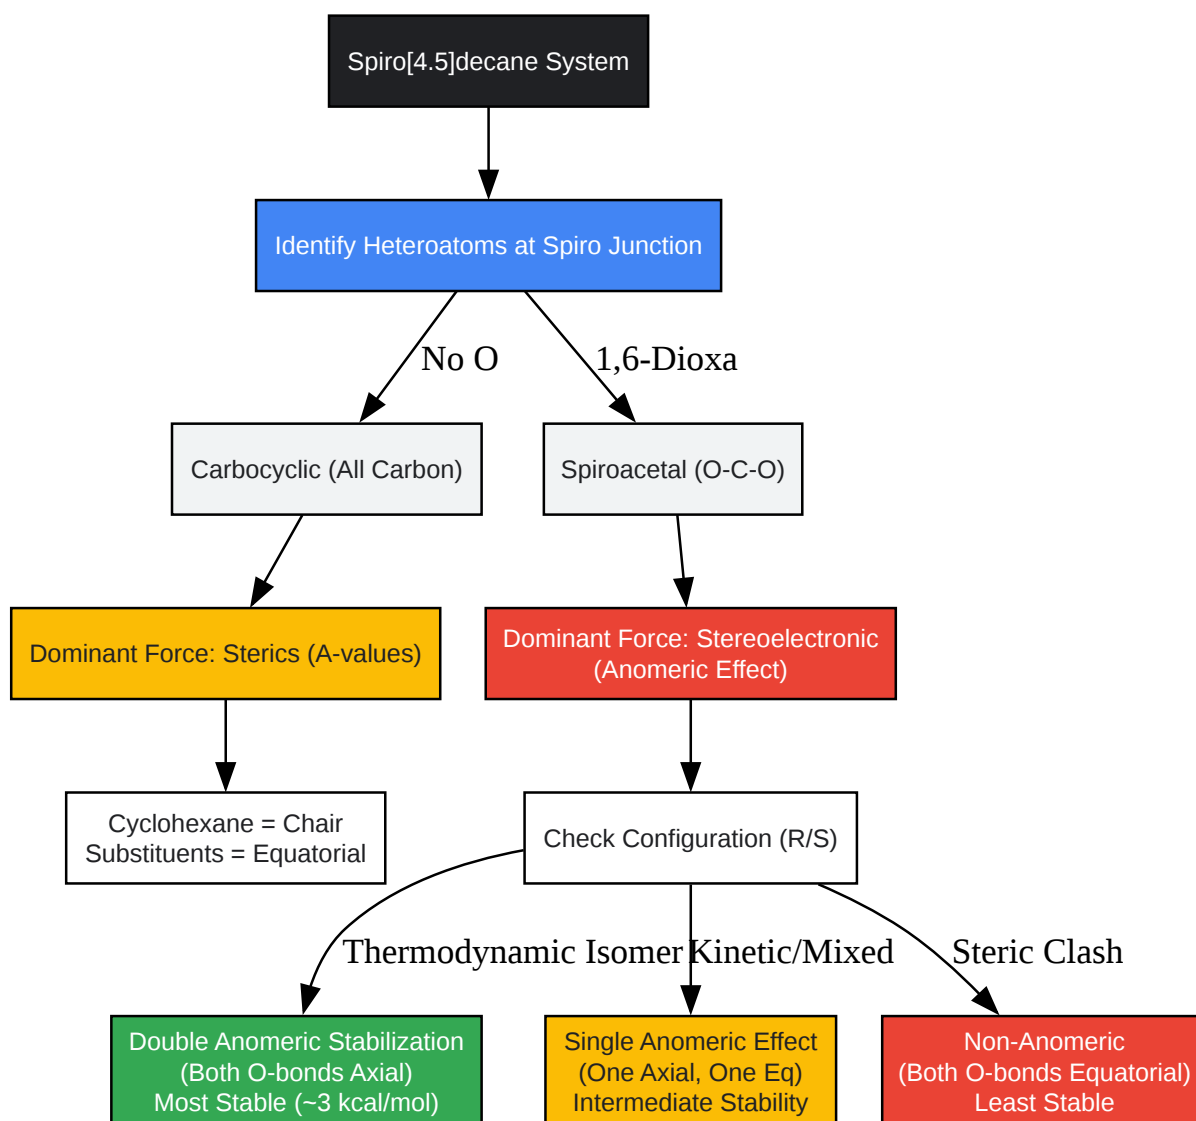 Spiro[4.5]decane System
Identify Heteroatoms at Spiro Junction
No O
1,6-Dioxa
Carbocyclic (All Carbon)
Spiroacetal (O-C-O)
Dominant Force: Sterics (A-values)
Dominant Force: Stereoelectronic
(Anomeric Effect)
Cyclohexane = Chair
Substituents = Equatorial
Check Configuration (R/S)
Thermodynamic Isomer
Kinetic/Mixed
Steric Clash
Double Anomeric Stabilization
(Both O-bonds Axial)
Most Stable (~3 kcal/mol)
Single Anomeric Effect
(One Axial, One Eq)
Intermediate Stability
Non-Anomeric
(Both O-bonds Equatorial)
Least Stable